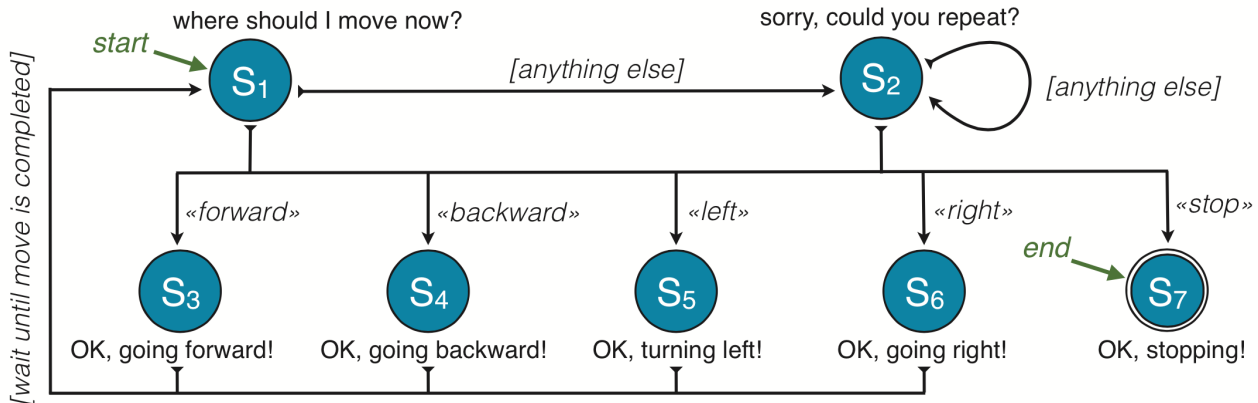 where should I move now?
sorry, could you repeat?
start
S1
[anything else]
S2
[anything else]
[wait until move is completed]
«forward»
«backward»
«left»
«right»
«stop»
end
S3
S4
S5
S6
S7
OK, going forward!
OK, going backward!
OK, turning left!
OK, going right!
OK, stopping!